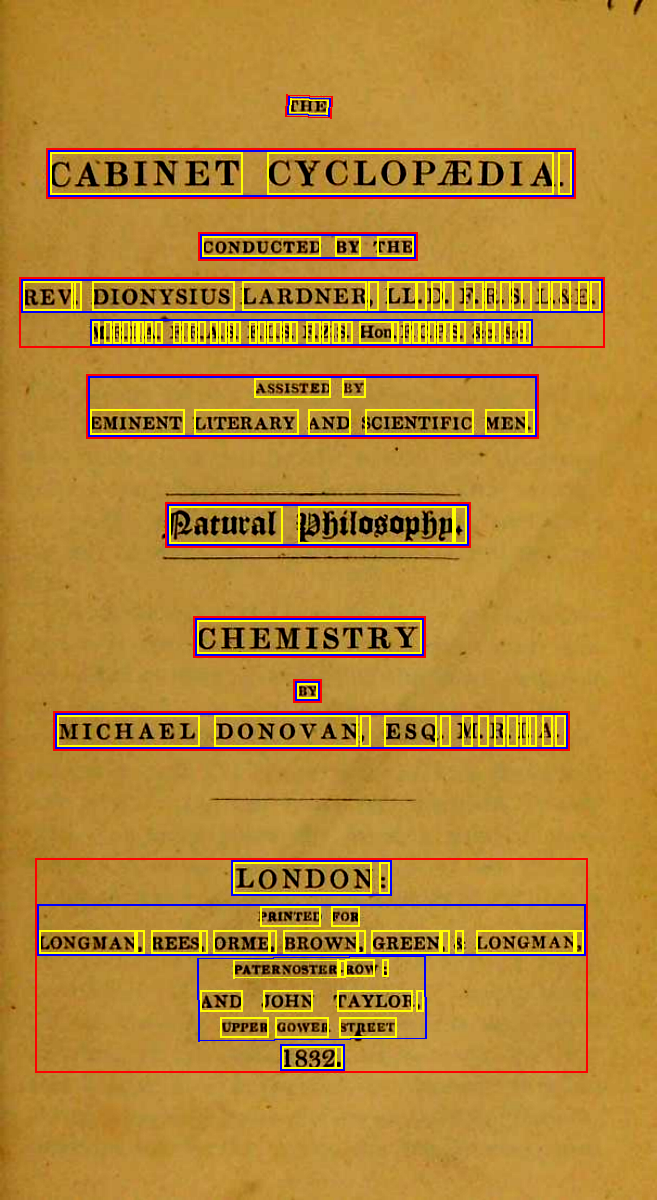 THE
CABINET CYCLOPÆDIA.
CONDUCTED BY THE
REV. DIONYSIUS LARDNER, LL.D. F.R.S. L.&E.
M.R.I.A. F.R.A.S. F.L.S. F.Z.S. Hon. F.C.P.S. &c. &c.
ASSISTED BY
EMINENT LITERARY AND SCIENTIFIC MEN.
Natural Philosophy.
CHEMISTRY
BY
MICHAEL DONOVAN, ESQ. M.R.I.A.
LONDON:
PRINTED FOR
LONGMAN, REES, ORME, BROWN, GREEN, & LONGMAN,
PATERNOSTER-ROW:
AND JOHN TAYLOR,
UPPER GOWER STREET
1832.